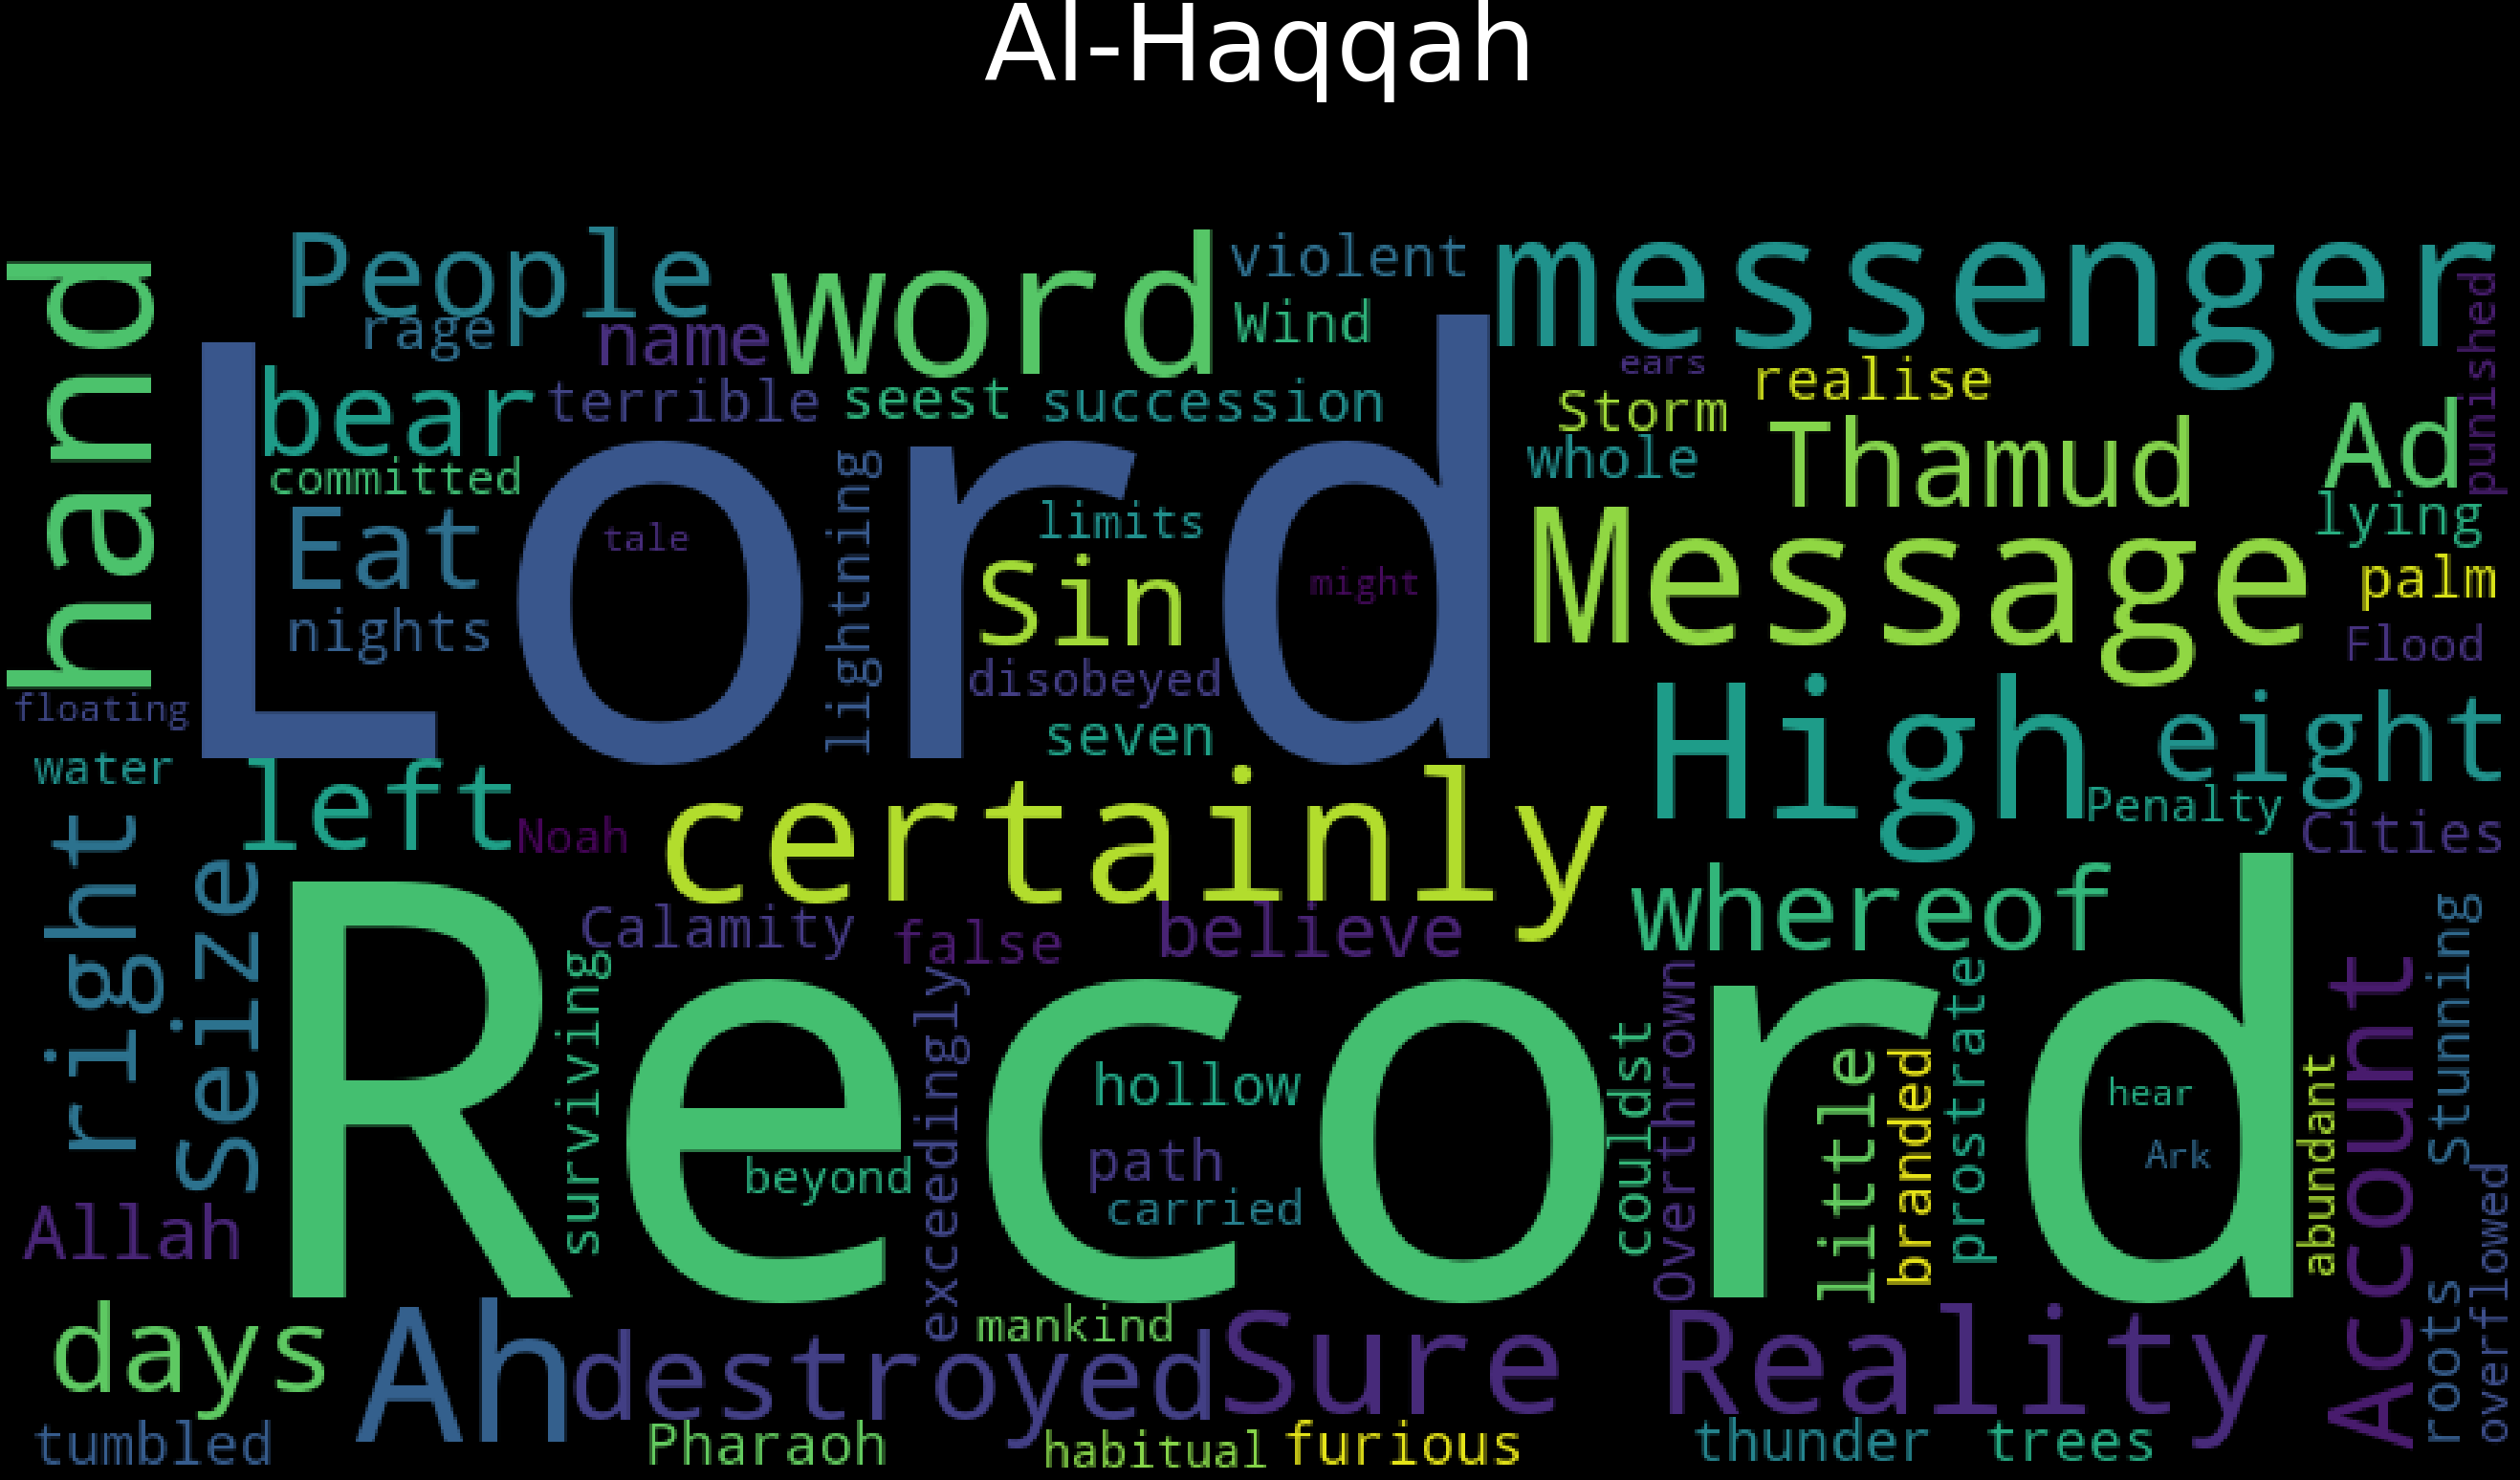 Al-Haqqah
hand
People
rage
name
word
violent
Wind
messenger
punished
ears
realise
Storm
whole
bear
terrible
seest
succession
committed
Lord
Thamud
Ad
lying
Eat
tale
lightning
limits
Sin
might
Message
palm
nights
disobeyed
Flood
floating
seven
High
eight
water
left
Noah
certainly
Penalty
Cities
right
Seize
Calamity
false
believe
whereof
Stunning
Record
surviving
exceedingly
hollow
couldst
Overthrown
little
branded
prostrate
hear
Ark
abundant
Account
beyond
path
carried
Allah
overflowed
roots
days
Ah
destroyed
mankind
Sure
Reality
tumbled
Pharaoh
habitual
furious
thunder
trees